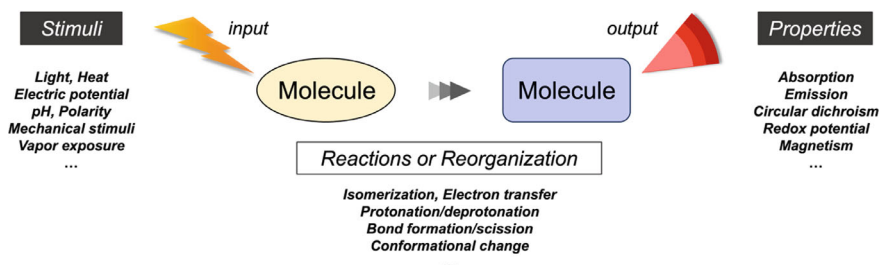 Stimuli
input
output
Properties
Light, Heat
Electric potential
pH, Polarity
Mechanical stimuli
Vapor exposure
...
Molecule
Molecule
Absorption
Emission
Circular dichroism
Redox potential
Magnetism
...
Reactions or Reorganization
Isomerization, Electron transfer
Protonation/deprotonation
Bond formation/scission
Conformational change